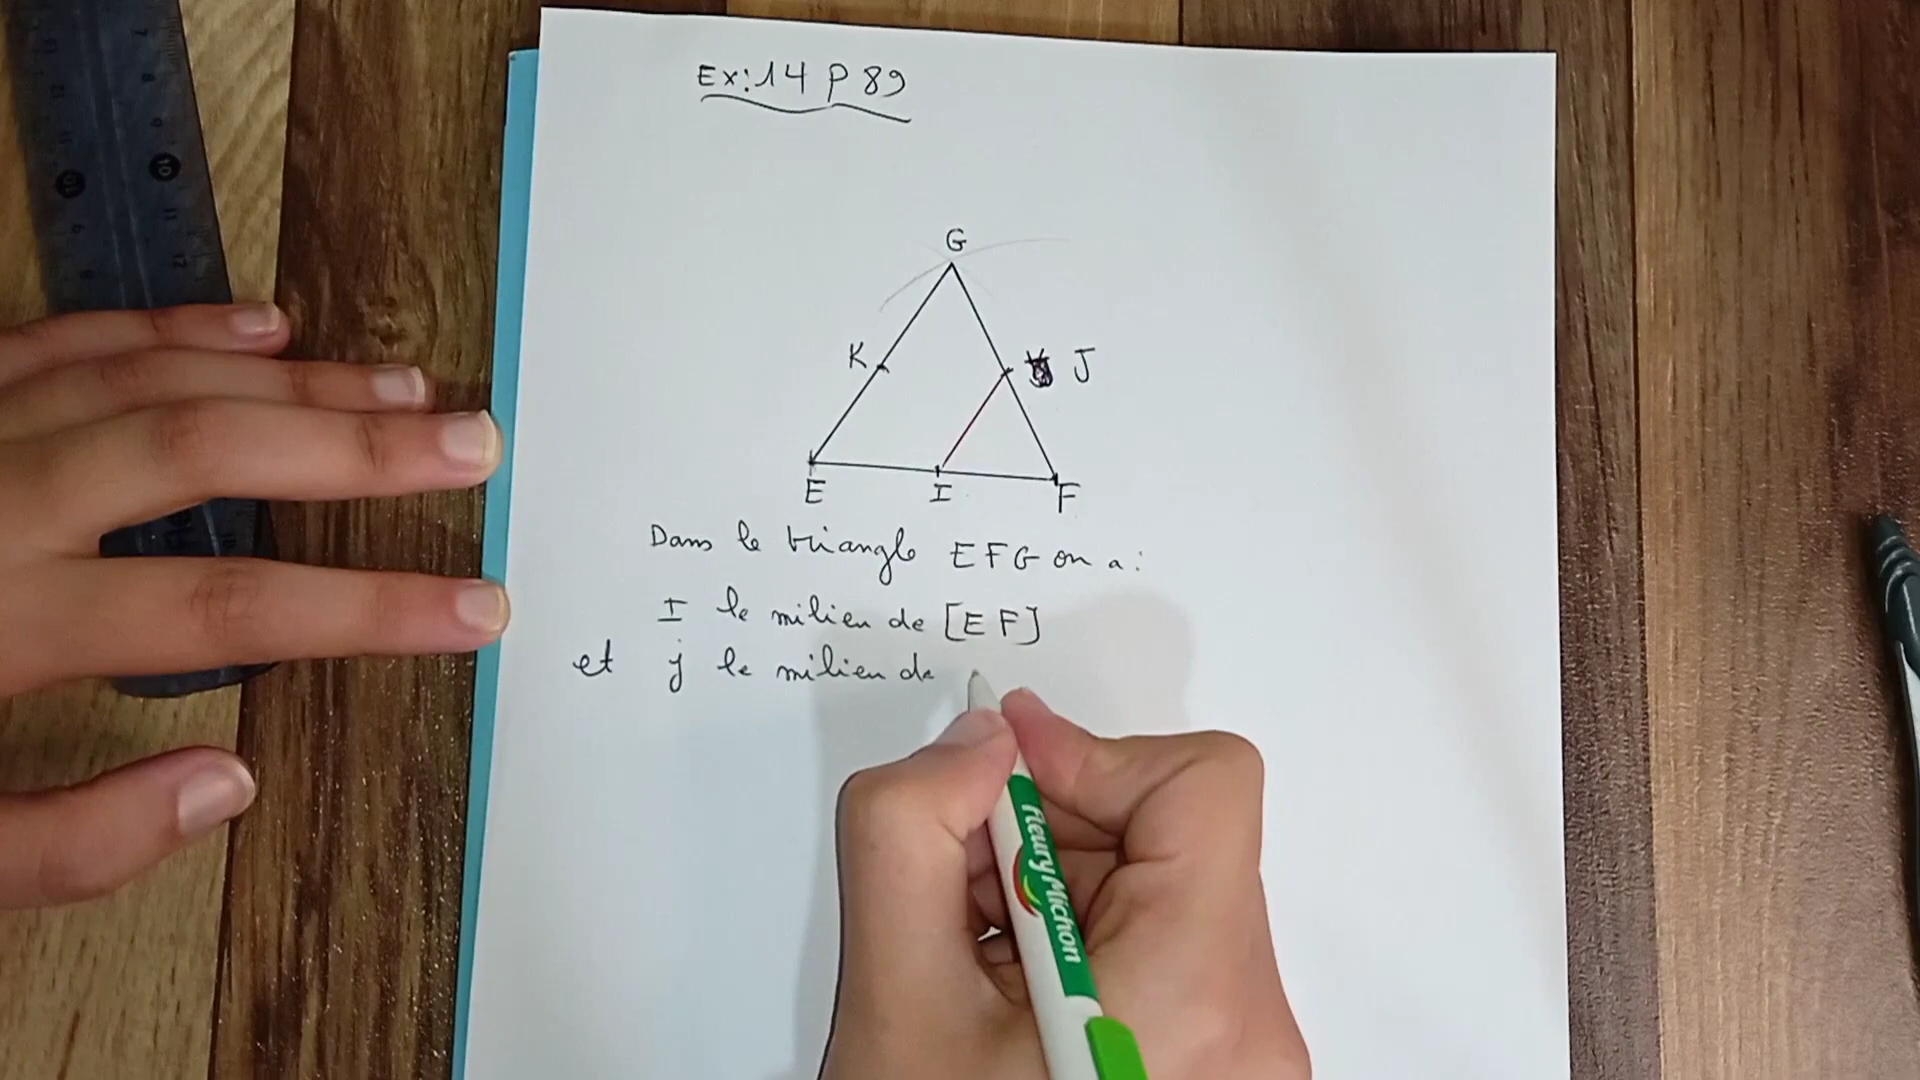 Ex: 14 P 89
G
K
J
E I F
Dans le triangle EFG on a:
I le milieu de [EF]
et j le milieu de
Fleury Michon